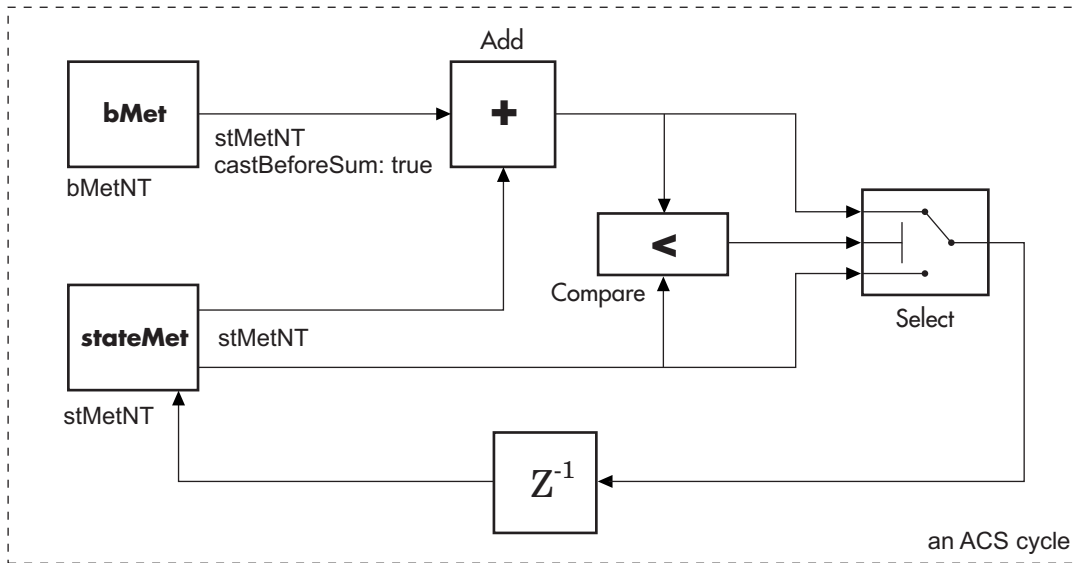 Add
bMet
+
stMetNT
castBeforeSum: true
bMetNT
<
Compare
stateMet
stMetNT
Select
stMetNT
Z-1
an ACS cycle